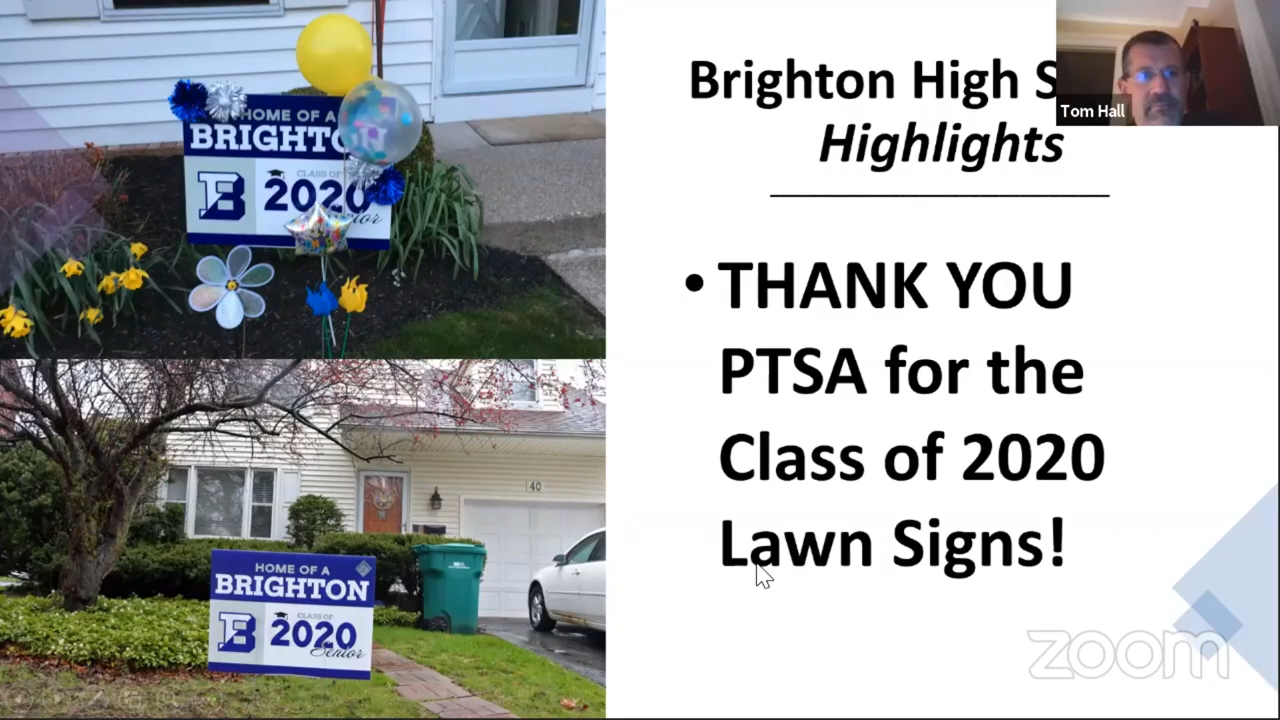 Brighton High S
Highlights
• THANK YOU
PTSA for the
Class of 2020
Lawn Signs!
Tom Hall
HOME OF A
BRIGHTON
B
CLASS OF
2020
40
HOME OF A
BRIGHTON
B
CLASS OF
2020
Senior
zoom